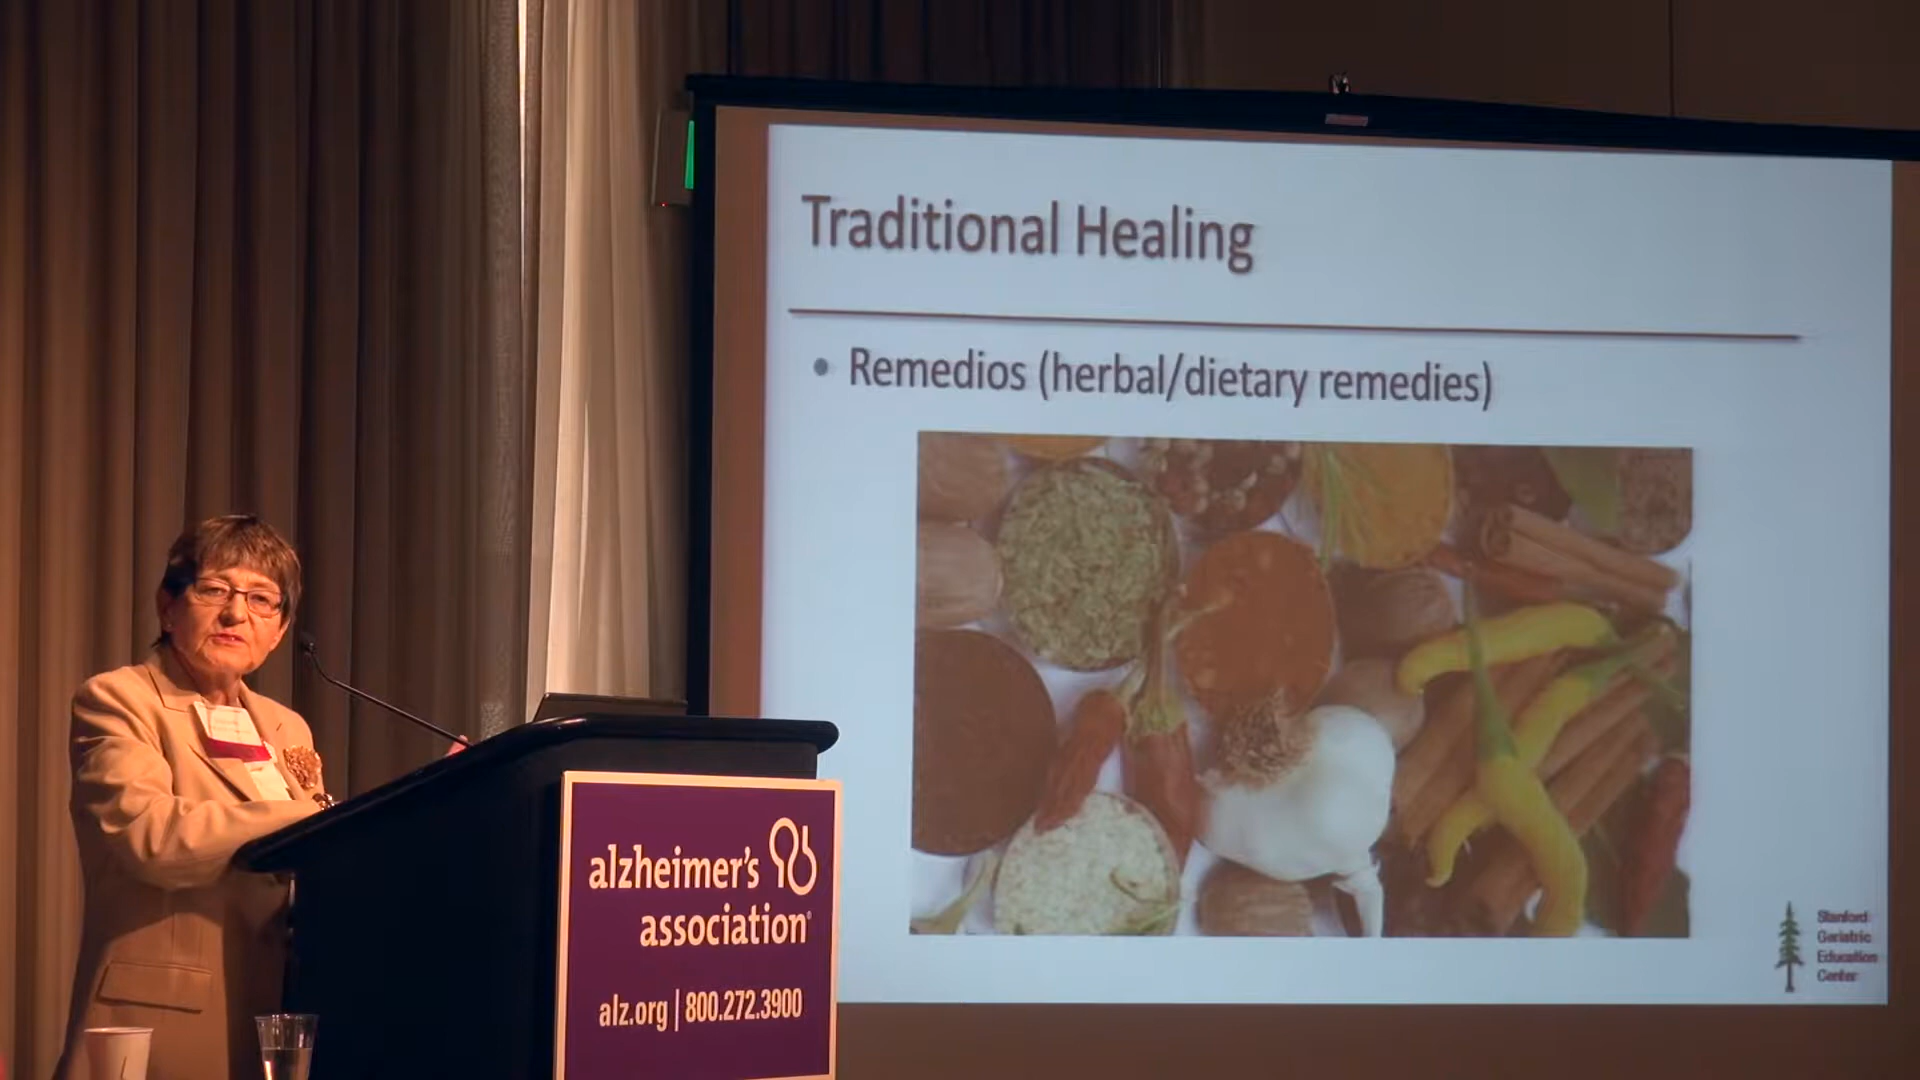 Traditional Healing
• Remedios (herbal/dietary remedies)
Stanford
Geriatric
Education
Center
alzheimer's
association®
alz.org | 800.272.3900